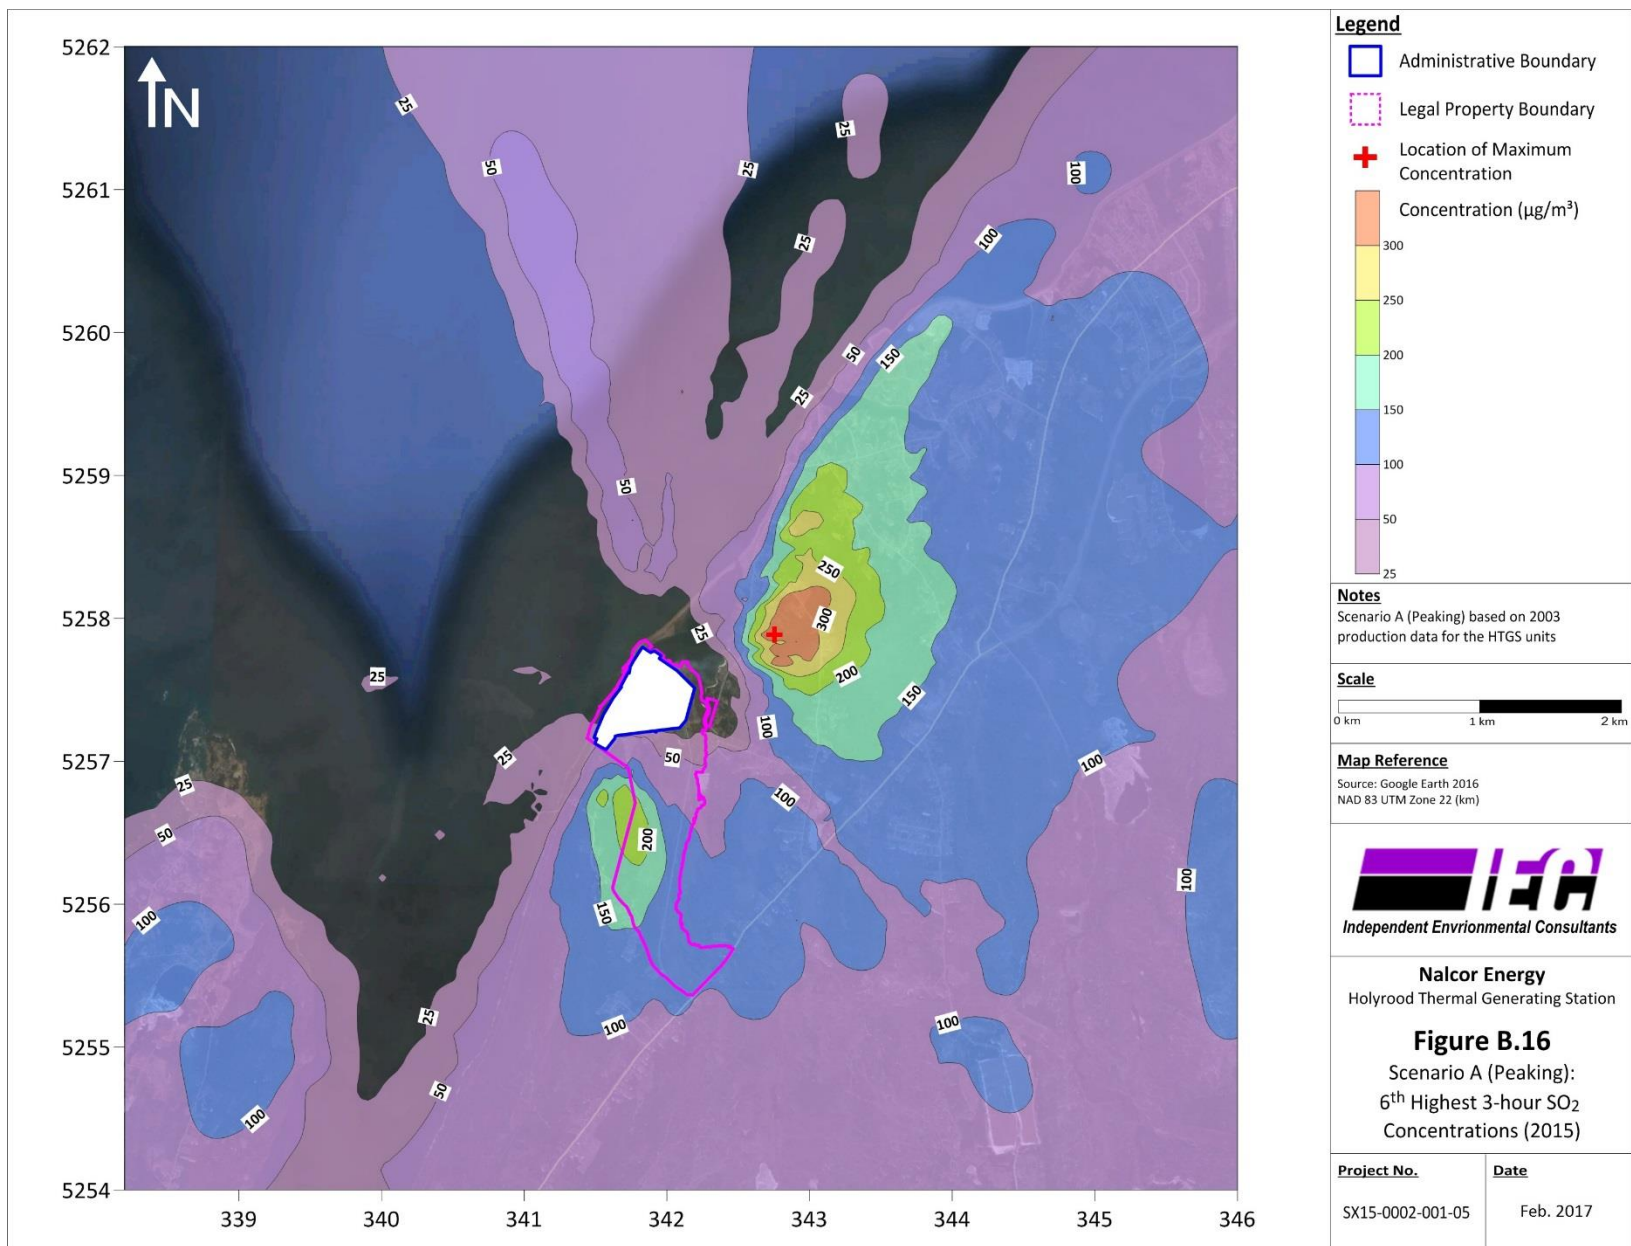 5262
5261
5260
5259
5258
5257
5256
5255
5254
339
340
341
342
343
344
345
346
N
25
50
25
25
100
25
100
50
150
25
50
25
250
300
200
150
25
100
50
25
25
100
100
25
50
200
150
100
100
25
50
100
100
100
Legend
Administrative Boundary
Legal Property Boundary
Location of Maximum
Concentration
Concentration (µg/m³)
300
250
200
150
100
50
25
Notes
Scenario A (Peaking) based on 2003
production data for the HTGS units
Scale
0 km 1 km 2 km
Map Reference
Source: Google Earth 2016
NAD 83 UTM Zone 22 (km)
IEC
Independent Envrionmental Consultants
Nalcor Energy
Holyrood Thermal Generating Station
Figure B.16
Scenario A (Peaking):
6th Highest 3-hour SO2
Concentrations (2015)
Project No.
SX15-0002-001-05
Date
Feb. 2017